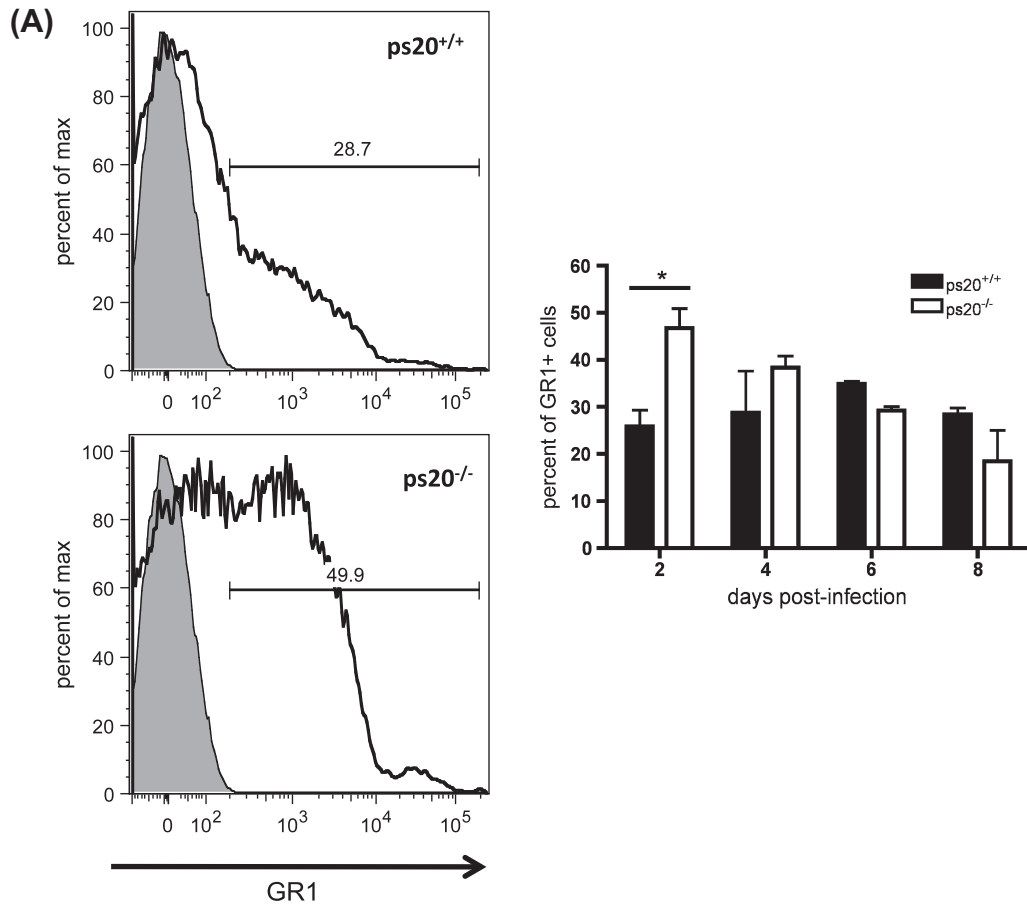 (A)
ps20+/+
28.7
percent of max
100
80
60
40
20
0
0 10² 10³ 10⁴ 10⁵
ps20-/-
49.9
percent of max
100
80
60
40
20
0
0 10² 10³ 10⁴ 10⁵
GR1
percent of GR1+ cells
60
50
40
30
20
10
0
*
ps20+/+
ps20-/-
2 4 6 8
days post-infection